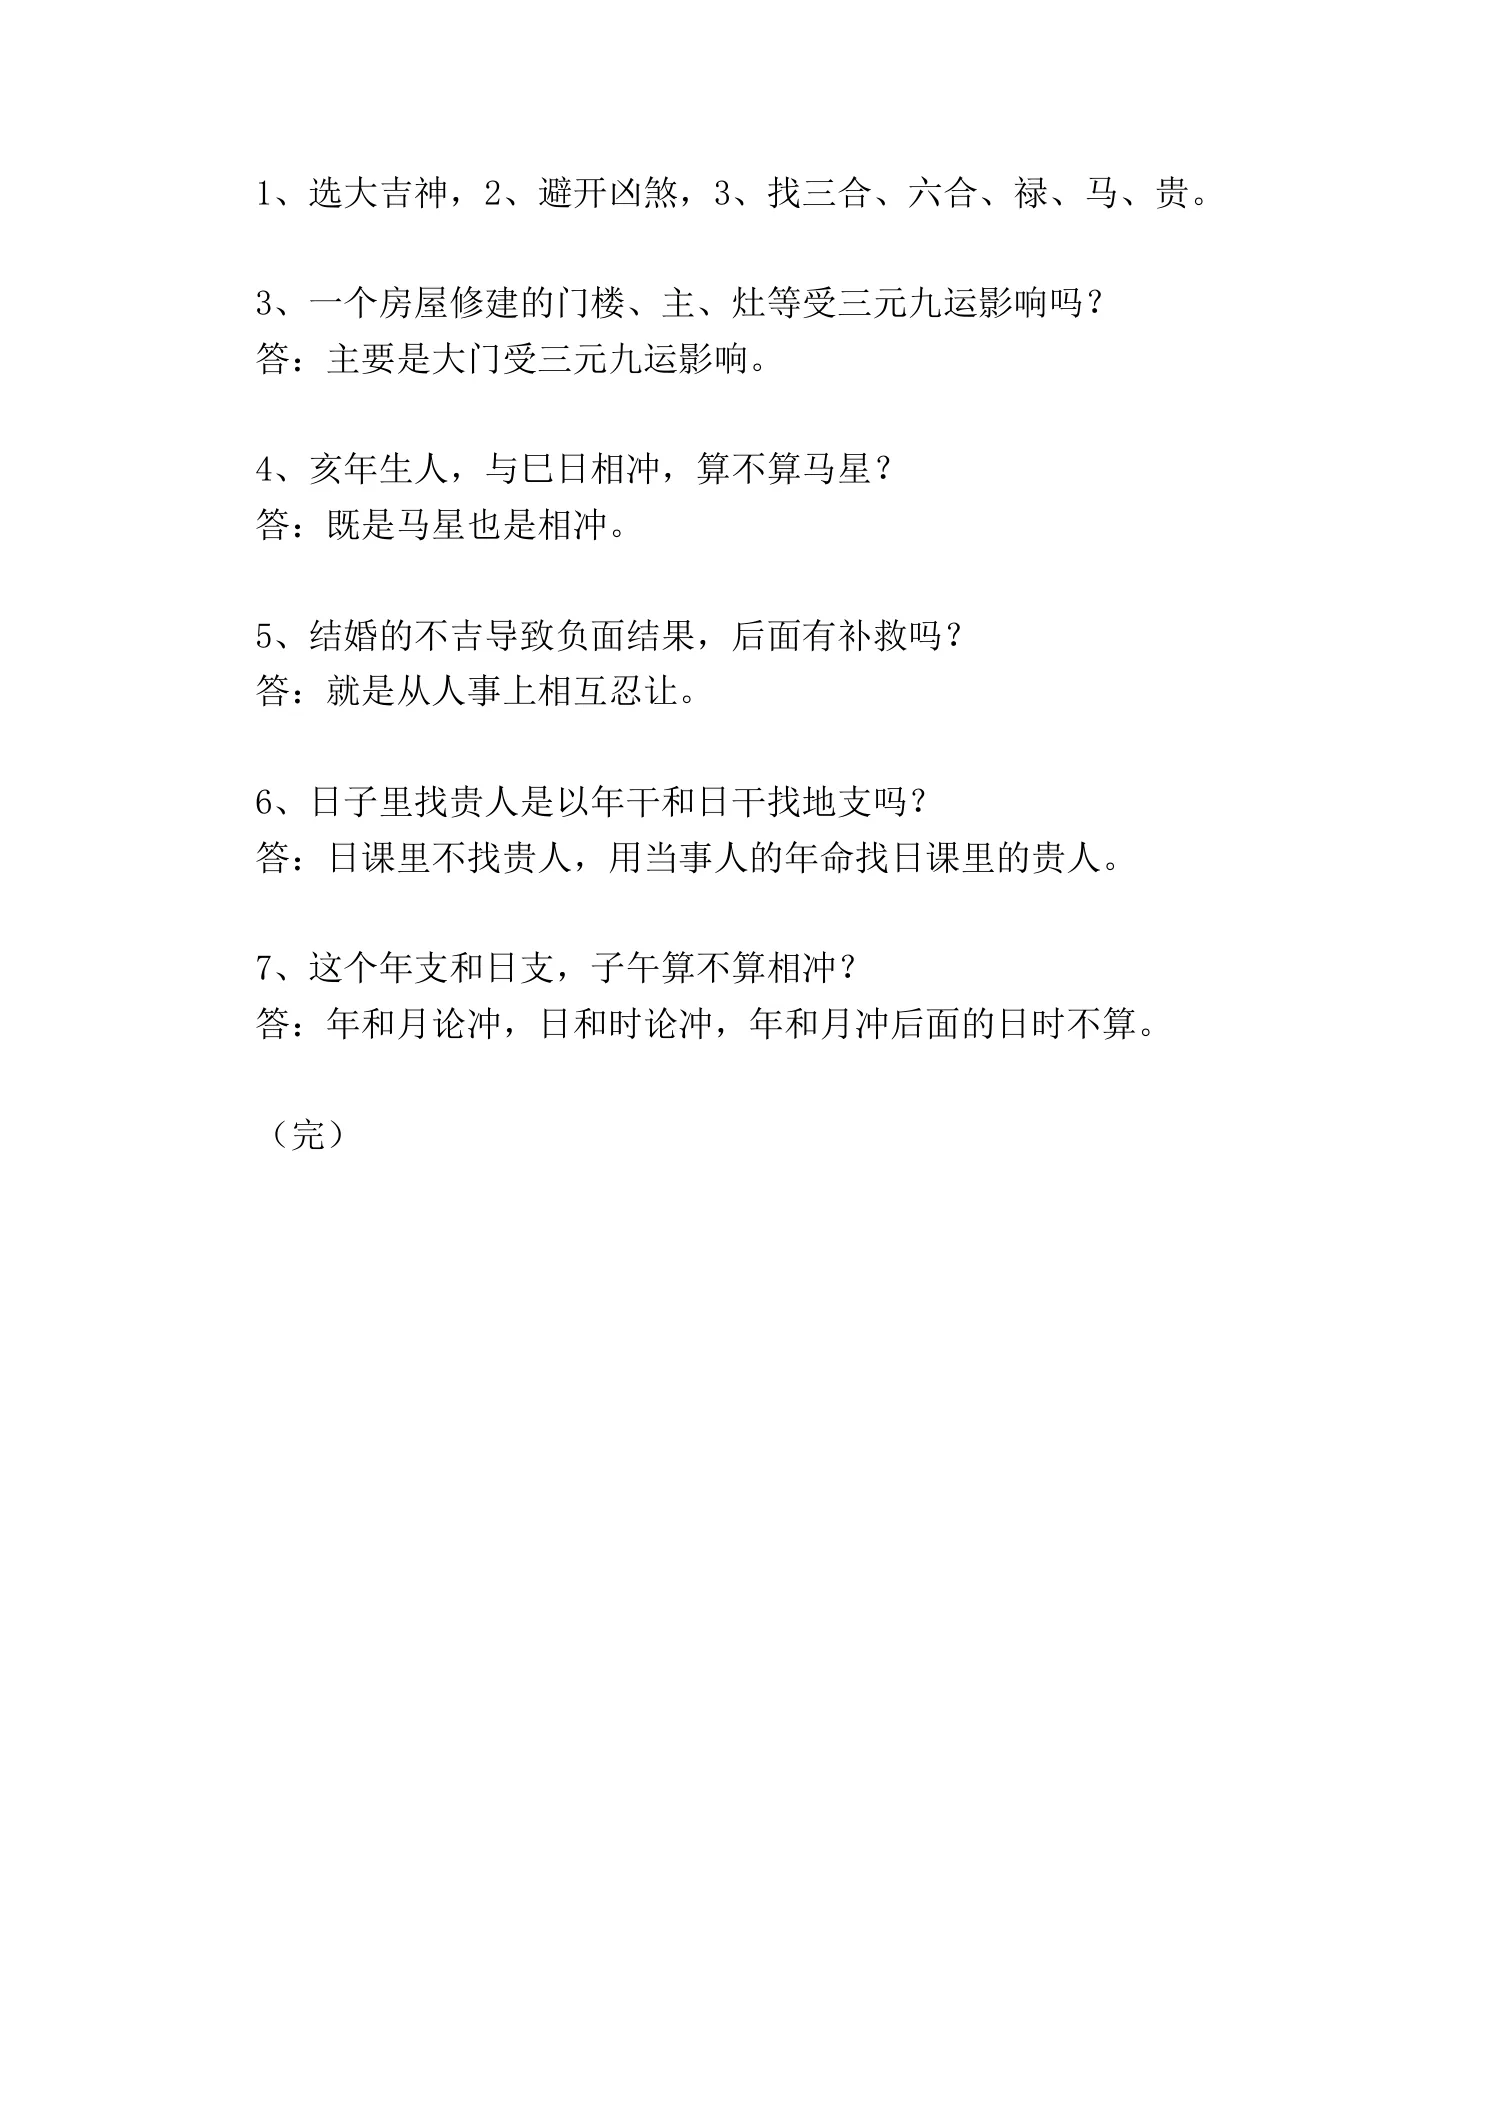 1、选大吉神，2、避开凶煞，3、找三合、六合、禄、马、贵。
3、一个房屋修建的门楼、主、灶等受三元九运影响吗？
答：主要是大门受三元九运影响。
4、亥年生人，与巳日相冲，算不算马星？
答：既是马星也是相冲。
5、结婚的不吉导致负面结果，后面有补救吗？
答：就是从人事上相互忍让。
6、日子里找贵人是以年干和日干找地支吗？
答：日课里不找贵人，用当事人的年命找日课里的贵人。
7、这个年支和日支，子午算不算相冲？
答：年和月论冲，日和时论冲，年和月冲后面的日时不算。
（完）